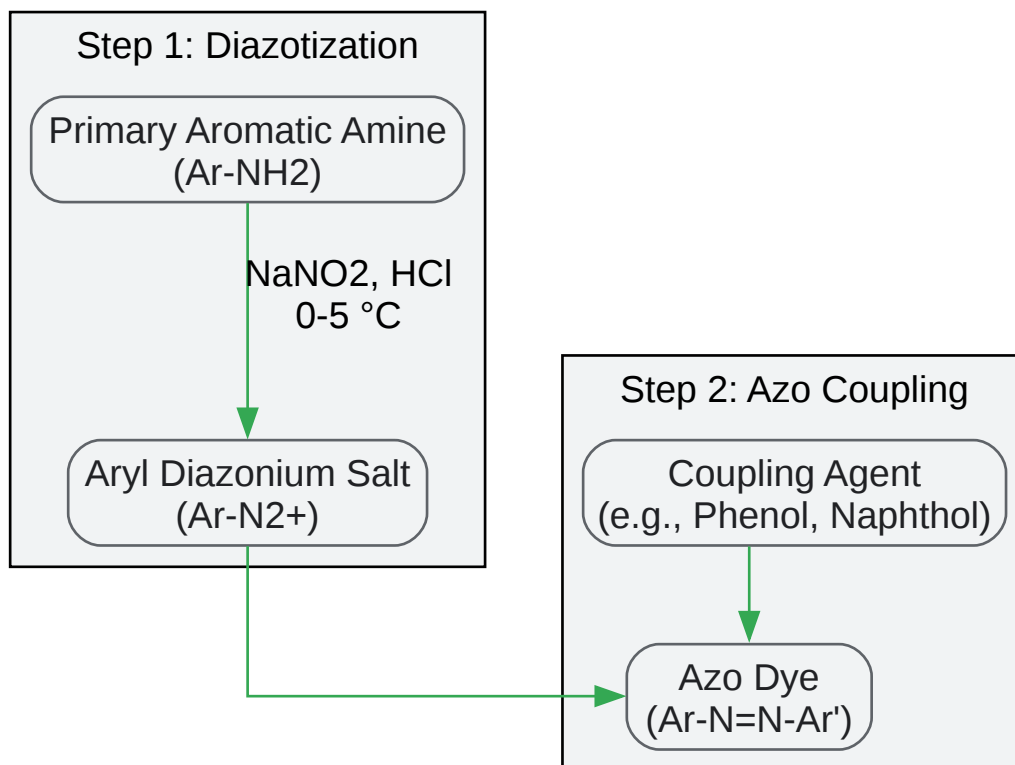 Step 1: Diazotization
Primary Aromatic Amine
(Ar-NH2)
NaNO2, HCl
0-5 °C
Aryl Diazonium Salt
(Ar-N2+)
Step 2: Azo Coupling
Coupling Agent
(e.g., Phenol, Naphthol)
Azo Dye
(Ar-N=N-Ar')